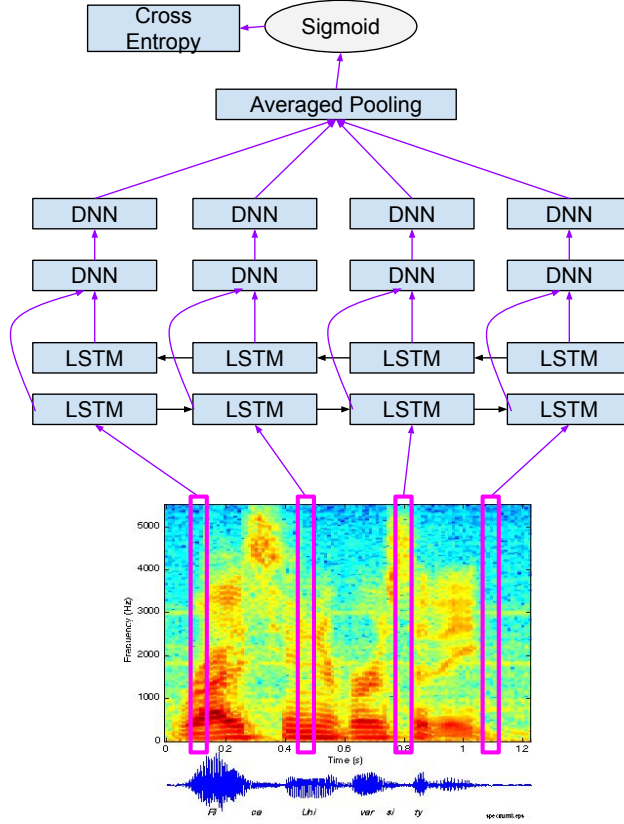 Cross
Entropy
Sigmoid
Averaged Pooling
DNN DNN DNN DNN
DNN DNN DNN DNN
LSTM LSTM LSTM LSTM
LSTM LSTM LSTM LSTM
5000
4000
3000
2000
1000
0
Frequency (Hz)
0 0.2 0.4 0.6 0.8 1 1.2
Time (s)
ce Uni ver si ty